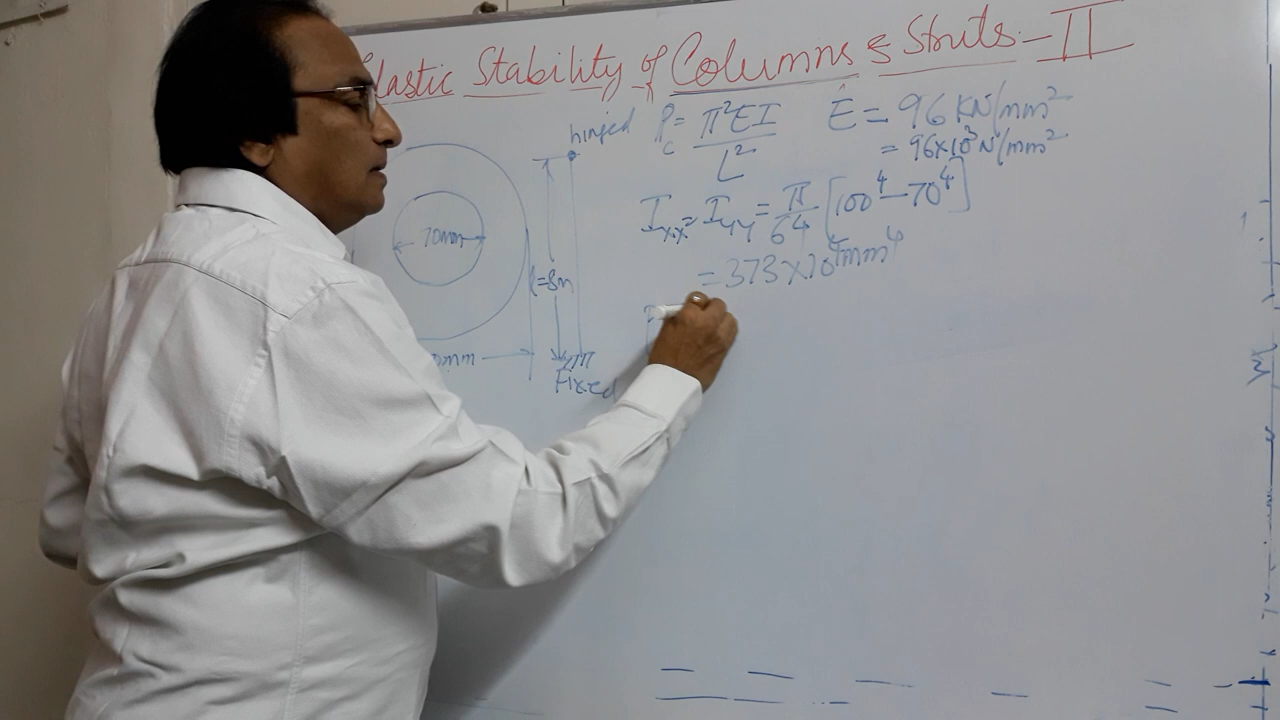 Elastic Stability of Columns & Struts - II
hinged
P_c = π²EI / L²
E = 96 KN/mm²
= 96×10³ N/mm²
I_xx = I_yy = π/64 [100⁴ - 70⁴]
70mm
l=8m
= 373×10⁴ mm⁴
0mm
Fixed